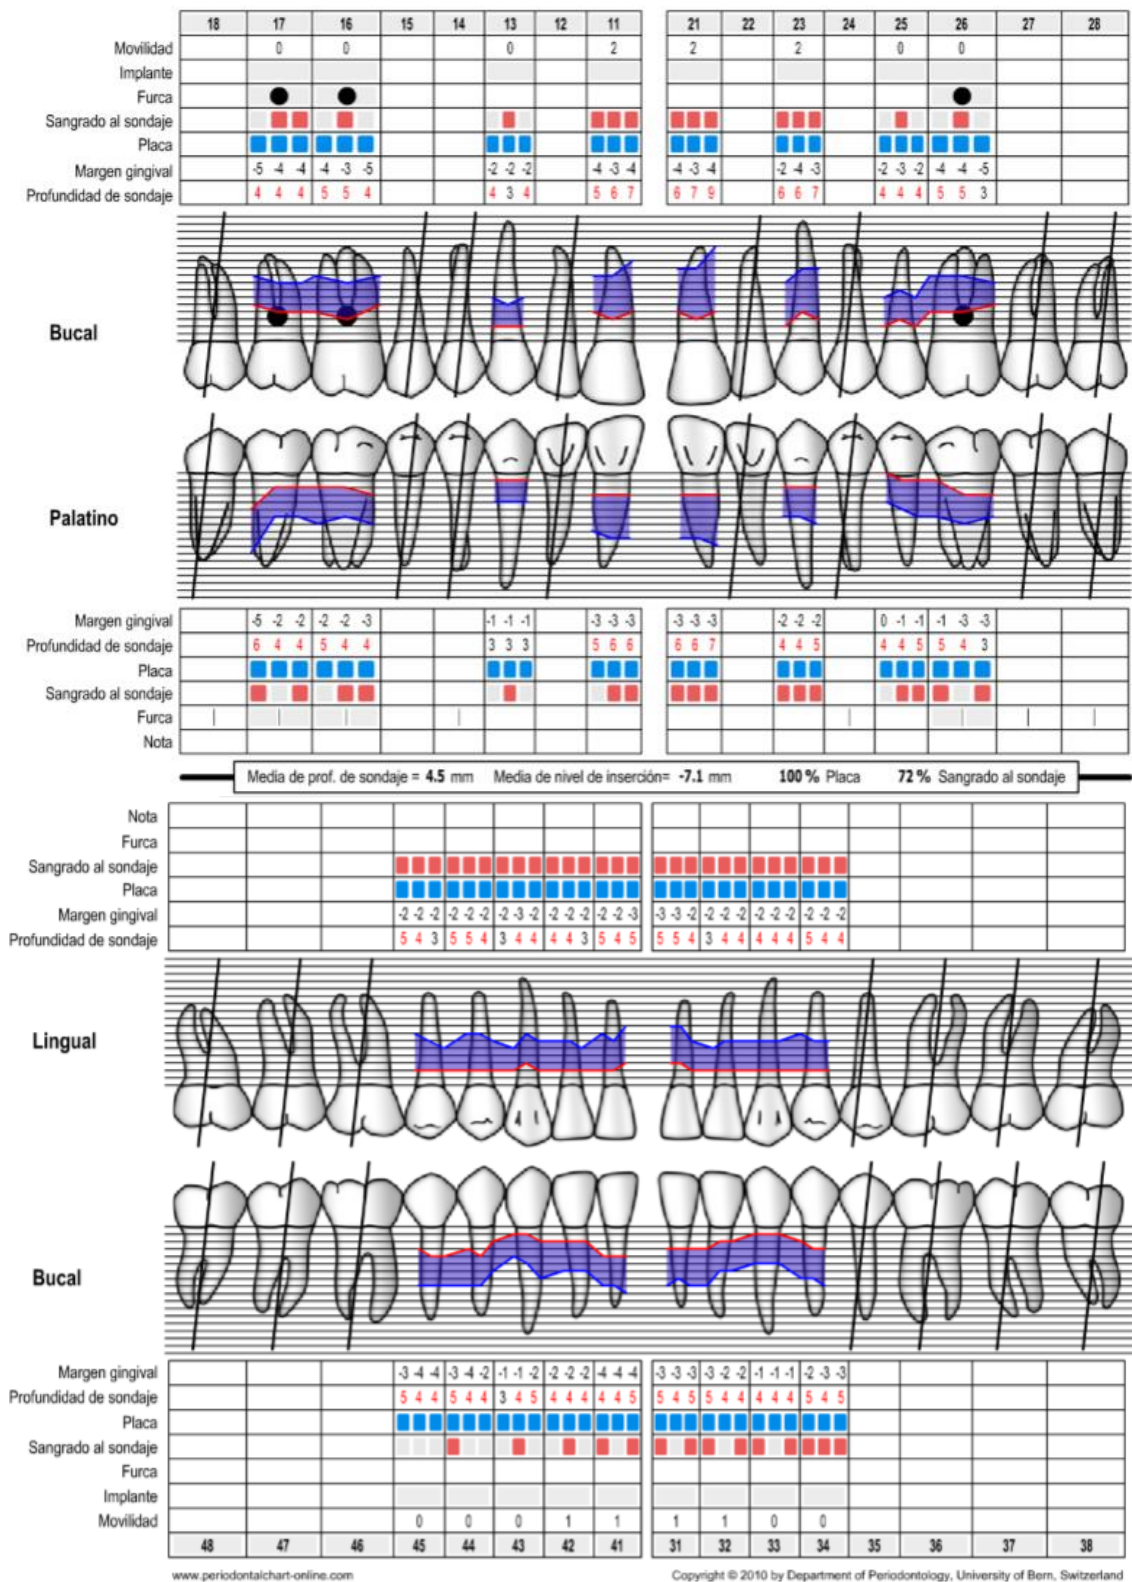 18 17 16 15 14 13 12 11 21 22 23 24 25 26 27 28
Movilidad 0 0 0 2 2 2 0 0
Implante
Furca
Sangrado al sondaje
Placa
Margen gingival -5 -4 -4 -4 -3 -5 -2 -2 -2 -4 -3 -4 -4 -3 -4 -2 -4 -3 -2 -3 -2 -4 -4 -5
Profundidad de sondaje 4 4 4 5 5 4 4 3 4 5 6 7 6 7 9 6 6 7 4 4 4 5 5 3
Bucal
Palatino
Margen gingival -5 -2 -2 -2 -2 -3 -1 -1 -1 -3 -3 -3 -3 -3 -3 -2 -2 -2 0 -1 -1 -1 -3 -3
Profundidad de sondaje 6 4 4 5 4 4 3 3 3 5 6 6 6 6 7 4 4 5 4 4 5 5 4 3
Placa
Sangrado al sondaje
Furca
Nota
Media de prof. de sondaje = 4.5 mm Media de nivel de inserción= -7.1 mm 100 % Placa 72 % Sangrado al sondaje
Nota
Furca
Sangrado al sondaje
Placa
Margen gingival -2 -2 -2 -2 -2 -2 -2 -3 -2 -2 -2 -2 -2 -2 -3 -3 -3 -2 -2 -2 -2 -2 -2 -2 -2 -2 -2
Profundidad de sondaje 5 4 3 5 5 4 3 4 4 4 4 3 5 4 5 5 5 4 3 4 4 4 4 4 5 4 4
Lingual
Bucal
Margen gingival -3 -4 -4 -3 -4 -2 -1 -1 -2 -2 -2 -2 -4 -4 -4 -3 -3 -3 -3 -2 -2 -1 -1 -1 -2 -3 -3
Profundidad de sondaje 5 4 4 5 4 4 3 4 5 4 4 4 4 4 5 5 4 5 5 4 4 4 4 4 5 4 5
Placa
Sangrado al sondaje
Furca
Implante
Movilidad 0 0 0 1 1 1 1 0 0
48 47 46 45 44 43 42 41 31 32 33 34 35 36 37 38
www.periodontalchart-online.com Copyright © 2010 by Department of Periodontology, University of Bern, Switzerland